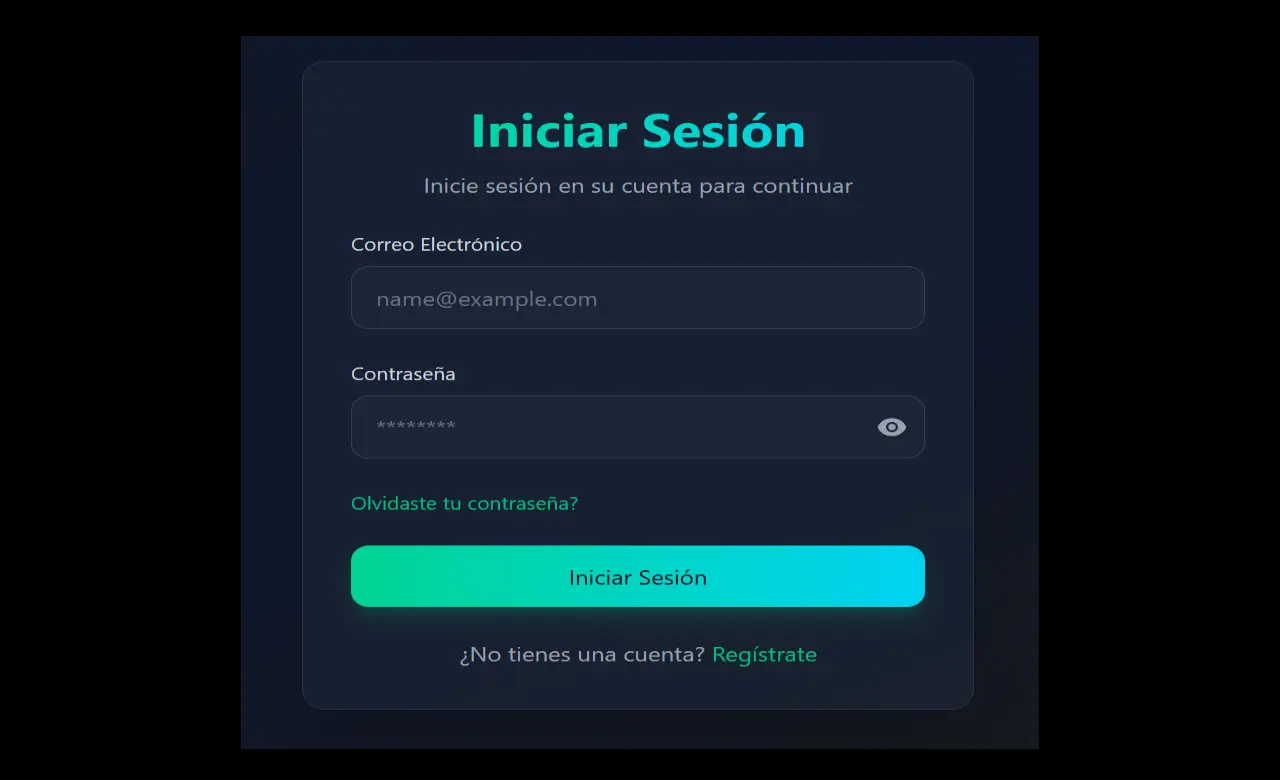 Iniciar Sesión
Inicie sesión en su cuenta para continuar
Correo Electrónico
name@example.com
Contraseña
********
Olvidaste tu contraseña?
Iniciar Sesión
¿No tienes una cuenta? Regístrate